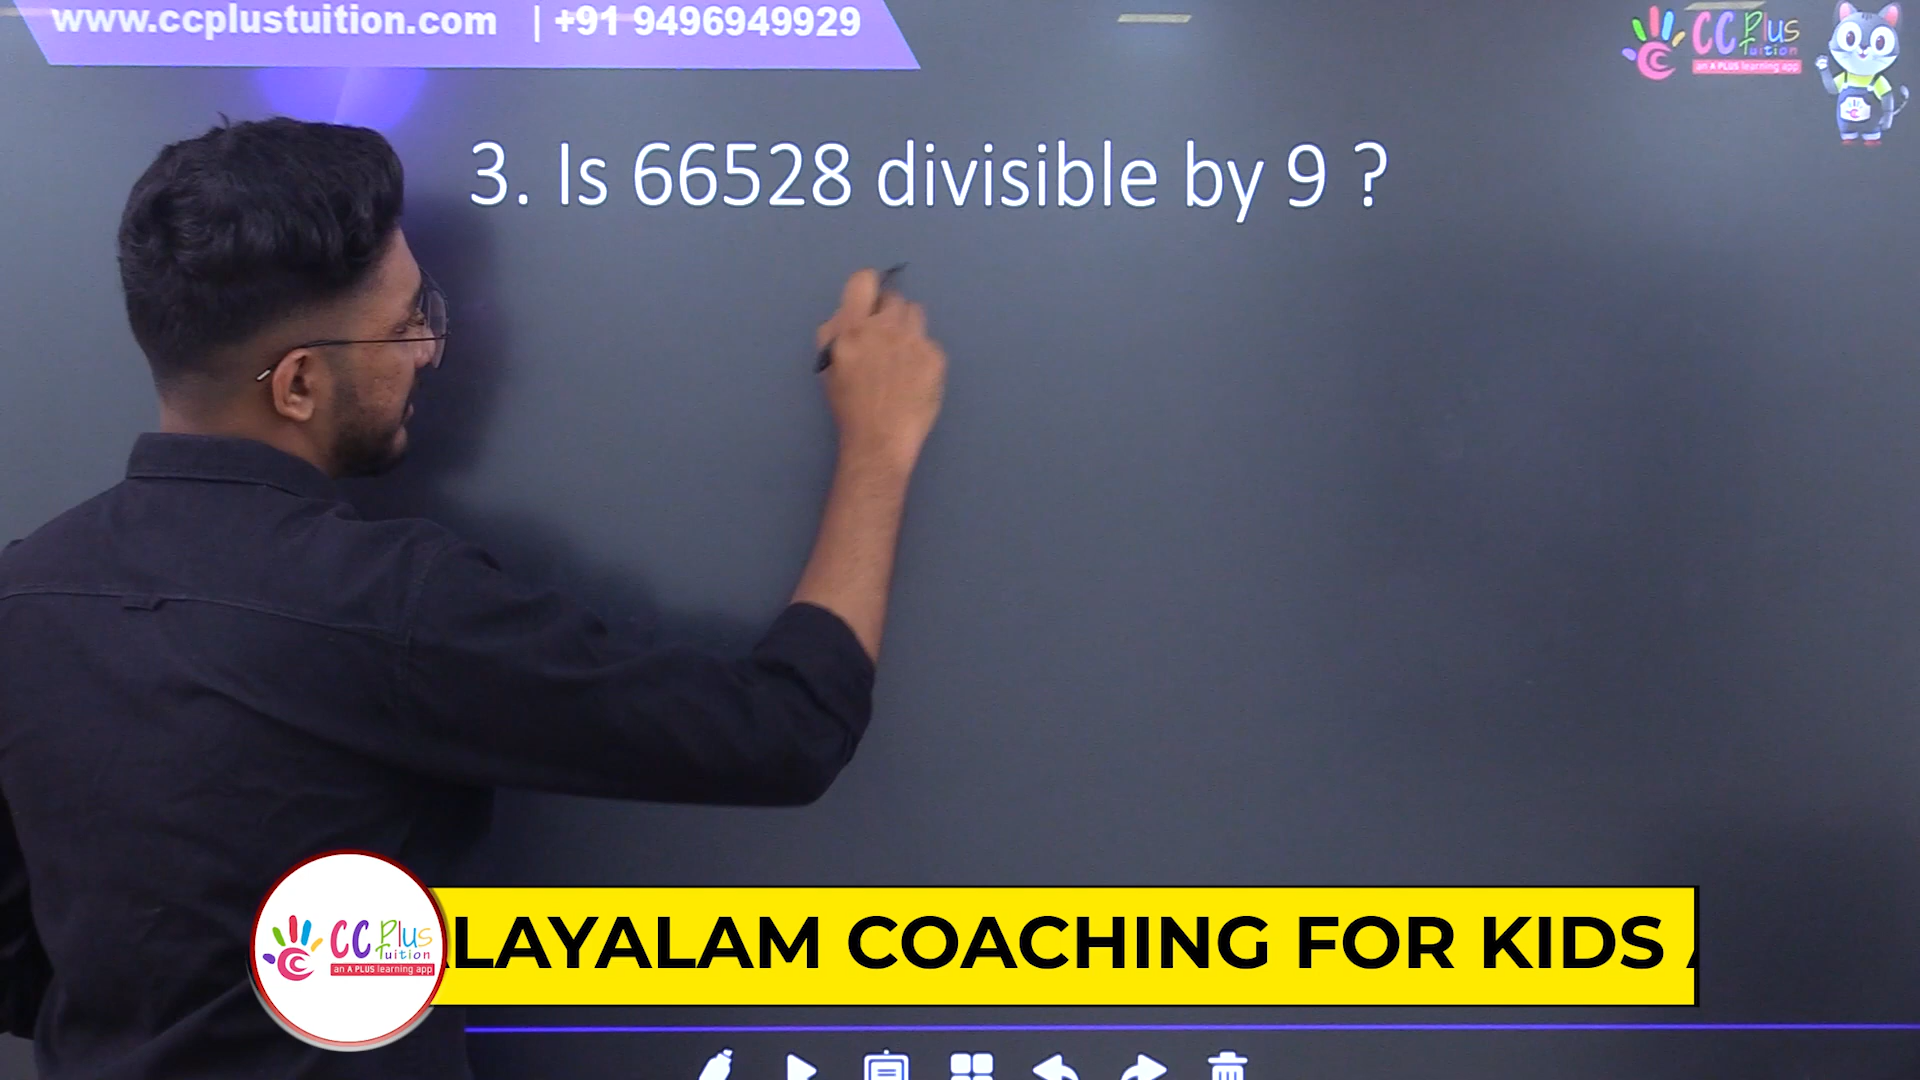 www.ccplustuition.com | +91 9496949929
CC Plus
Tuition
an A PLUS learning app
3. Is 66528 divisible by 9 ?
CC Plus
Tuition
an A PLUS learning app
LAYALAM COACHING FOR KIDS